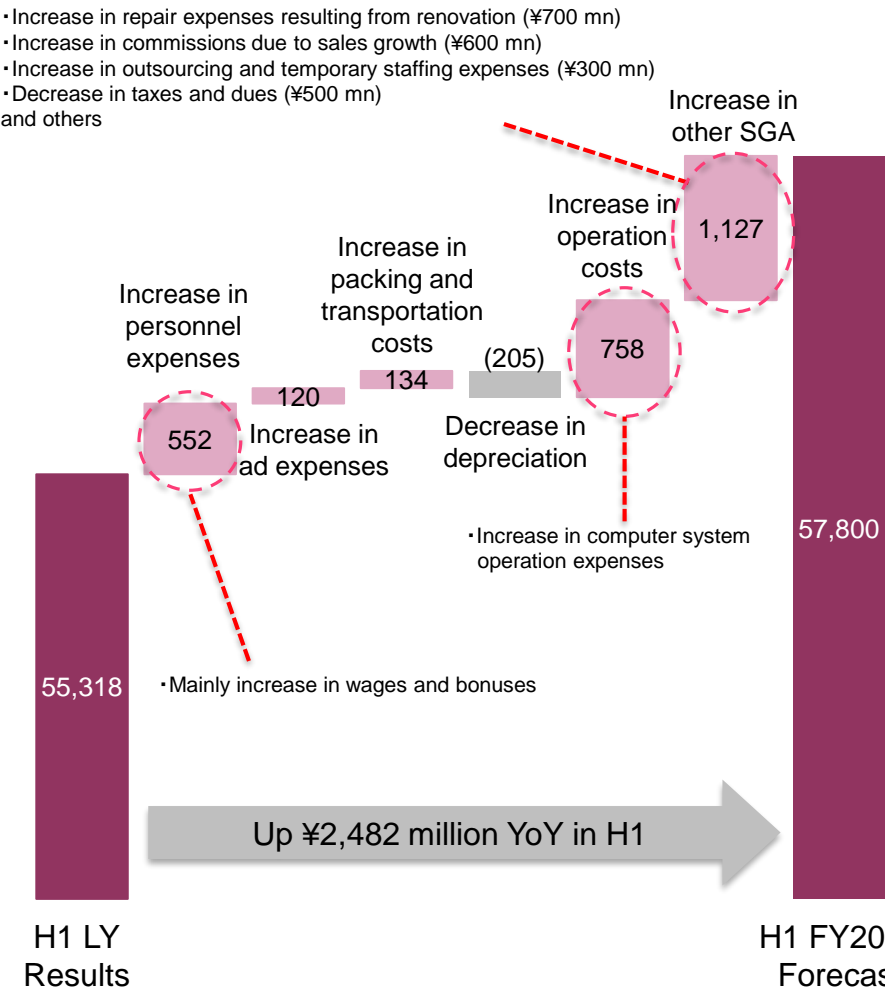 ・Increase in repair expenses resulting from renovation (¥700 mn)
・Increase in commissions due to sales growth (¥600 mn)
・Increase in outsourcing and temporary staffing expenses (¥300 mn)
・Decrease in taxes and dues (¥500 mn)
and others
Increase in
other SGA
1,127
Increase in
operation
costs
758
Increase in
packing and
transportation
costs
134
(205)
Decrease in
depreciation
Increase in
personnel
expenses
552
120
Increase in
ad expenses
・Increase in computer system
operation expenses
57,800
55,318
・Mainly increase in wages and bonuses
Up ¥2,482 million YoY in H1
H1 LY
Results
H1 FY20
Forecas